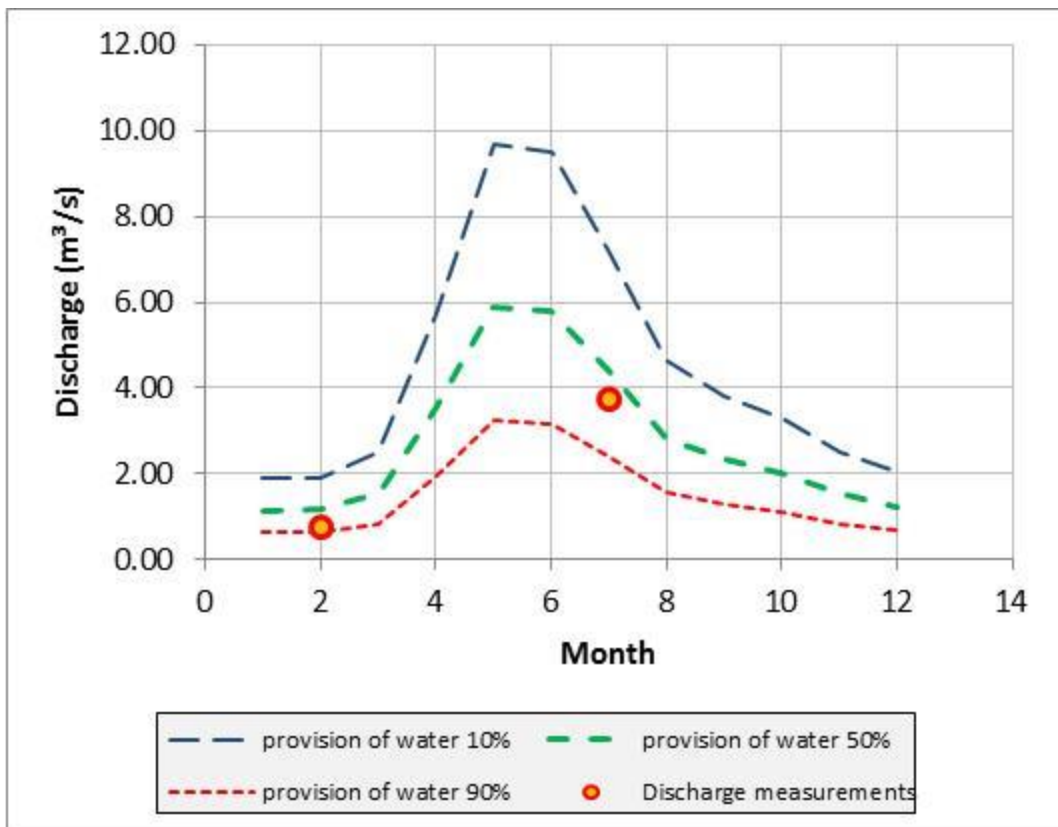 12.00
10.00
8.00
6.00
4.00
2.00
0.00
Discharge (m³/s)
0 2 4 6 8 10 12 14
Month
provision of water 10% provision of water 50%
provision of water 90% Discharge measurements